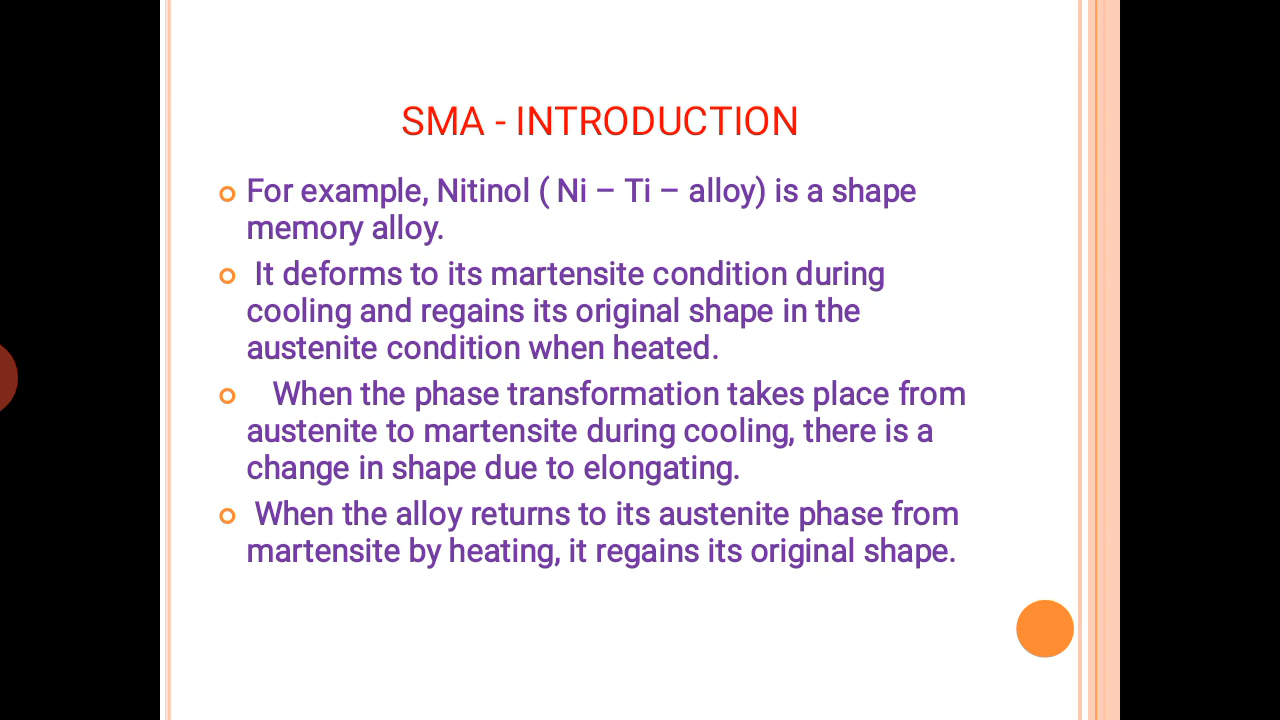 SMA - INTRODUCTION
For example, Nitinol ( Ni – Ti – alloy) is a shape
memory alloy.
It deforms to its martensite condition during
cooling and regains its original shape in the
austenite condition when heated.
When the phase transformation takes place from
austenite to martensite during cooling, there is a
change in shape due to elongating.
When the alloy returns to its austenite phase from
martensite by heating, it regains its original shape.